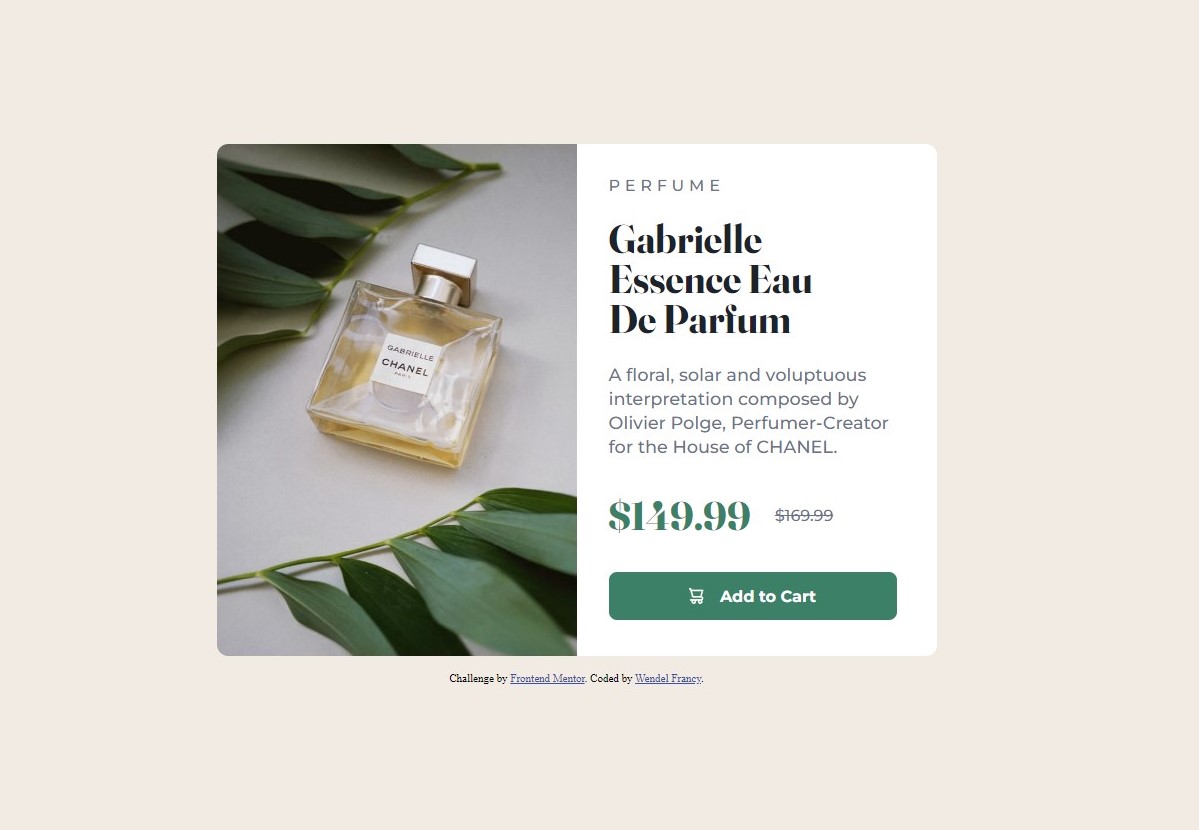 PERFUME
Gabrielle
Essence Eau
De Parfum
A floral, solar and voluptuous
interpretation composed by
Olivier Polge, Perfumer-Creator
for the House of CHANEL.
$149.99 $169.99
Add to Cart
GABRIELLE
CHANEL
PARIS
Challenge by Frontend Mentor. Coded by Wendel Francy.